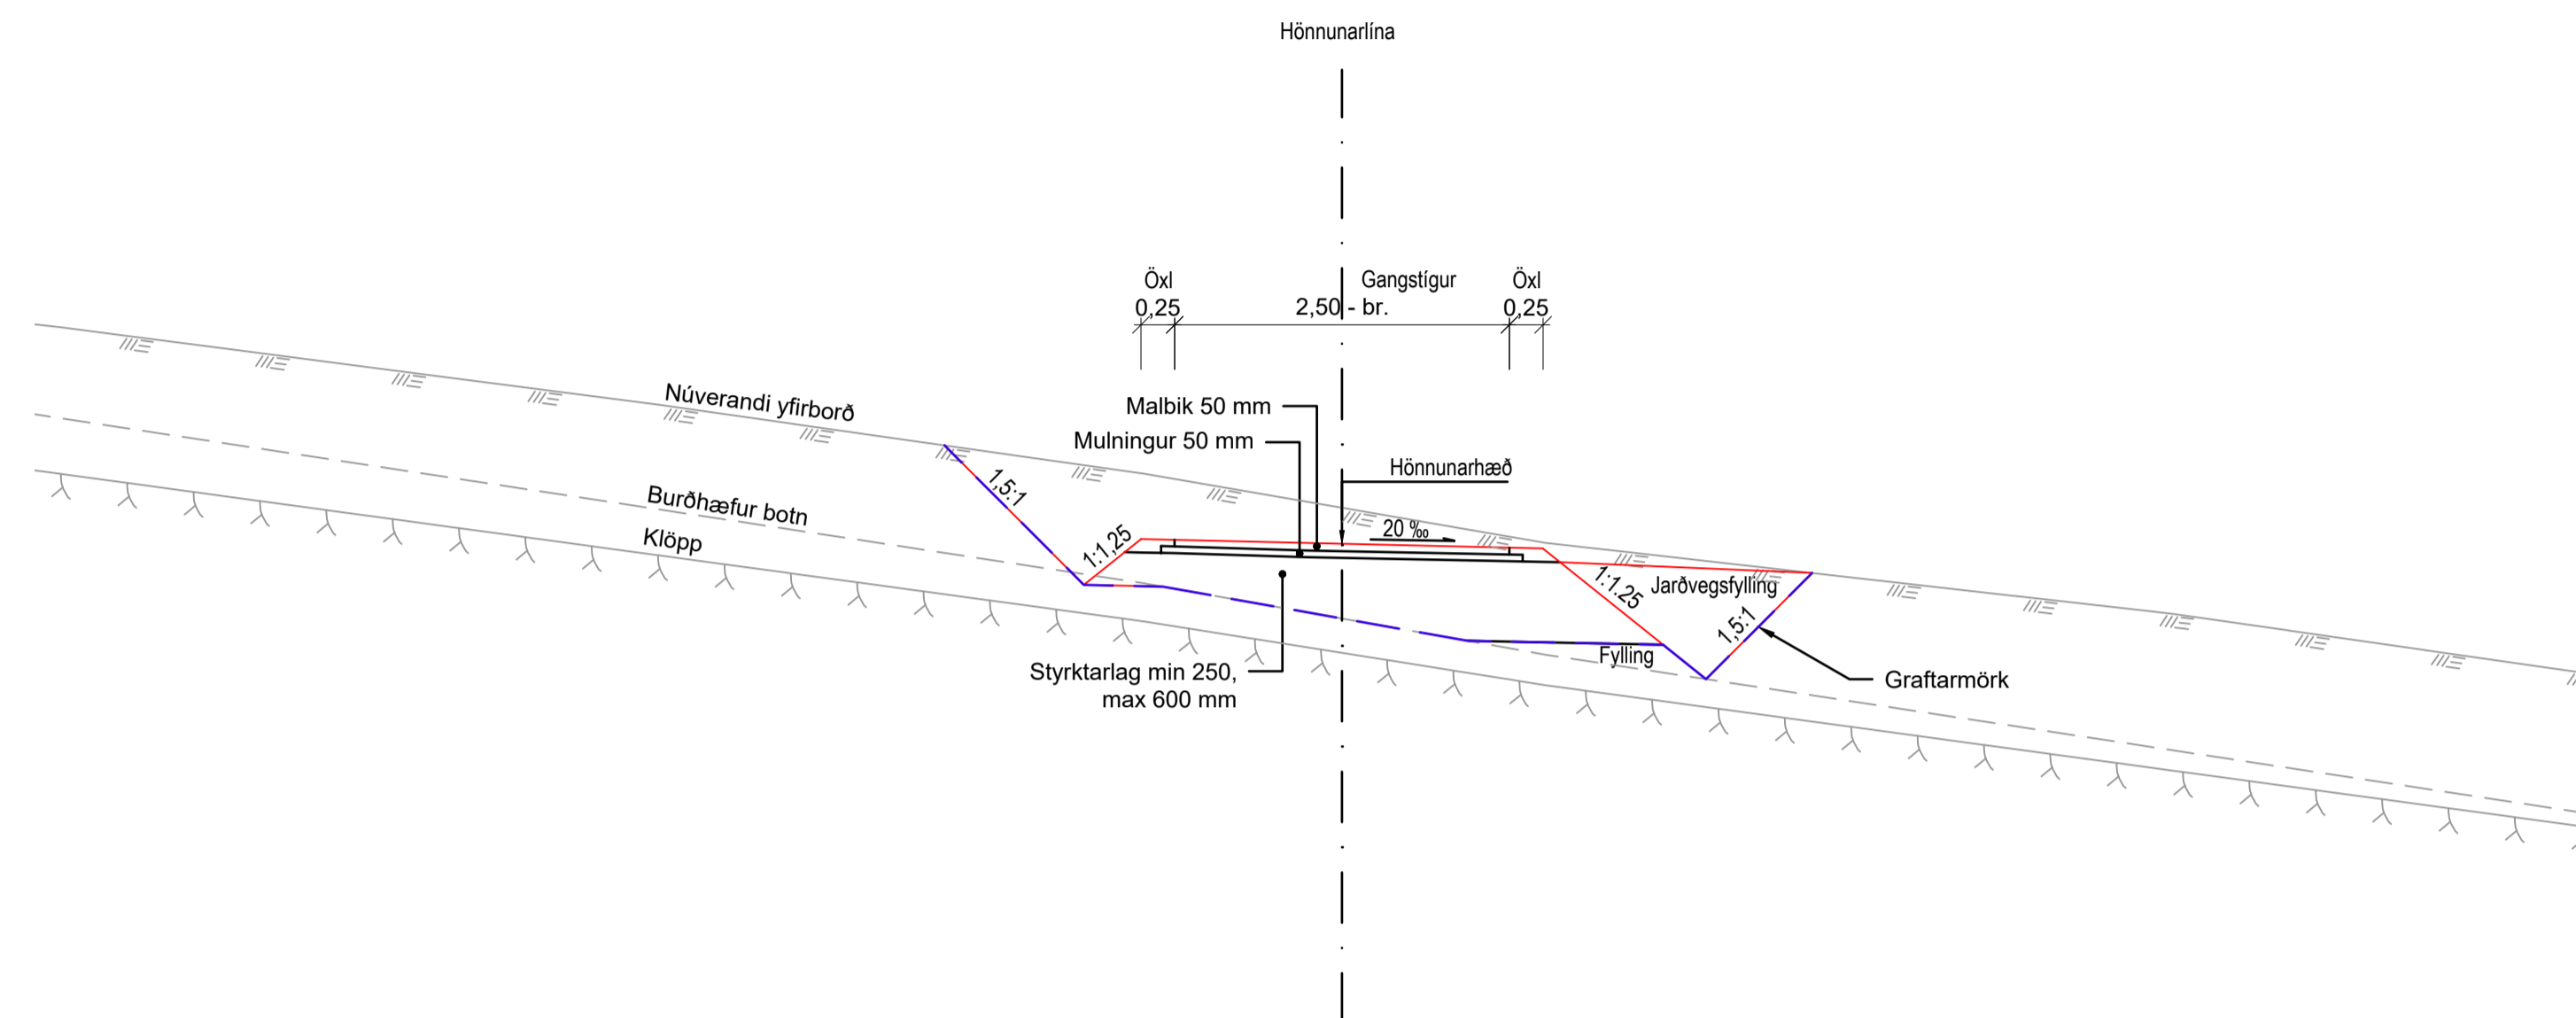 Hönnunarlína
Öxl
Gangstígur
Öxl
0,25
2,50 - br.
0,25
Núverandi yfirborð
Malbik 50 mm
Mulningur 50 mm
Hönnunarhæð
1,5:1
Burðhæfur botn
Klöpp
1:1,25
20 ‰
1:1.25
Jarðvegsfylling
1,5:1
Fylling
Styrktarlag min 250,
max 600 mm
Graftarmörk